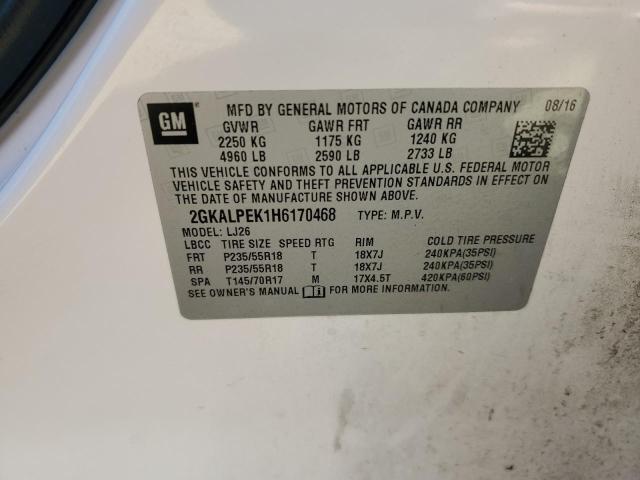 GM ® MFD BY GENERAL MOTORS OF CANADA COMPANY 08/16
GVWR GAWR FRT GAWR RR
2250 KG 1175 KG 1240 KG
4960 LB 2590 LB 2733 LB
THIS VEHICLE CONFORMS TO ALL APPLICABLE U.S. FEDERAL MOTOR
VEHICLE SAFETY AND THEFT PREVENTION STANDARDS IN EFFECT ON
THE DATE OF MANUFACTURE SHOWN ABOVE.
2GKALPEK1H6170468 TYPE: M.P.V.
MODEL: LJ26
LBCC TIRE SIZE SPEED RTG RIM COLD TIRE PRESSURE
FRT P235/55R18 T 18X7J 240KPA(35PSI)
RR P235/55R18 T 18X7J 240KPA(35PSI)
SPA T145/70R17 M 17X4.5T 420KPA(60PSI)
SEE OWNER'S MANUAL FOR MORE INFORMATION.